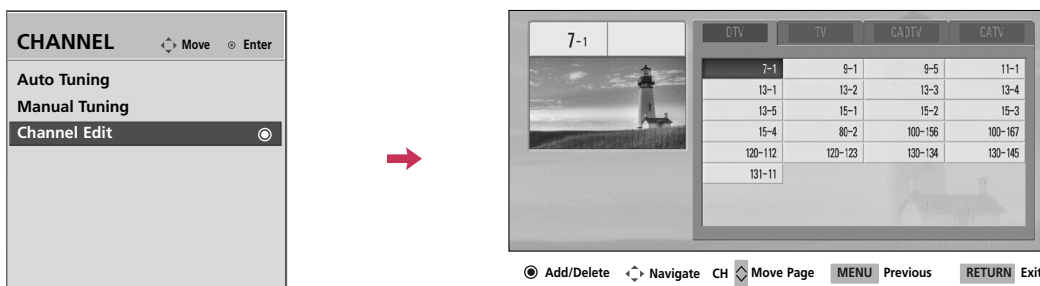 CHANNEL Move Enter
Auto Tuning
Manual Tuning
Channel Edit
7-1
DTV TV CADTV CATV
7-1 9-1 9-5 11-1
13-1 13-2 13-3 13-4
13-5 15-1 15-2 15-3
15-4 80-2 100-156 100-167
120-112 120-123 130-134 130-145
131-11
Add/Delete Navigate CH Move Page MENU Previous RETURN Exit